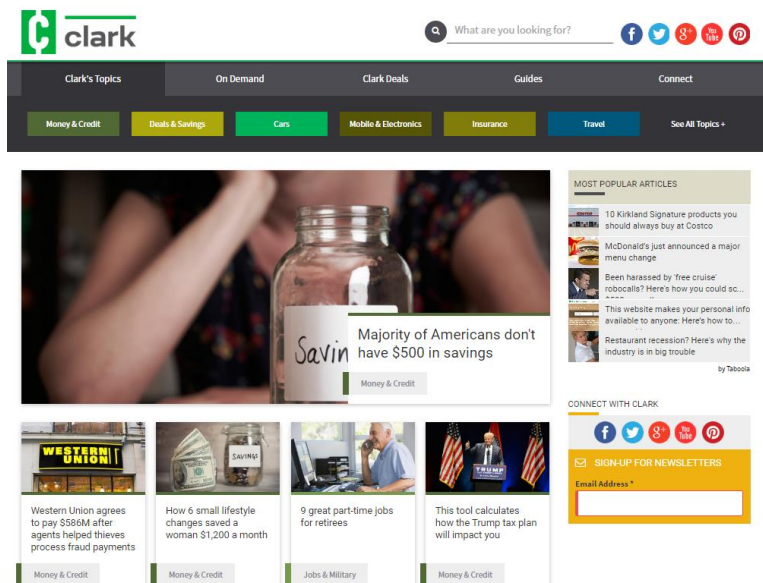 clark
What are you looking for?
Clark's Topics
On Demand
Clark Deals
Guides
Connect
Money & Credit
Deals & Savings
Cars
Mobile & Electronics
Insurance
Travel
See All Topics +
Savin
Majority of Americans don't
have $500 in savings
Money & Credit
MOST POPULAR ARTICLES
10 Kirkland Signature products you
should always buy at Costco
McDonald's just announced a major
menu change
Been harassed by 'free cruise'
robocalls? Here's how you could sc...
This website makes your personal info
available to anyone: Here's how to...
Restaurant recession? Here's why the
industry is in big trouble
by Taboola
CONNECT WITH CLARK
SIGN-UP FOR NEWSLETTERS
Email Address *
WESTERN
UNION
Western Union agrees
to pay $586M after
agents helped thieves
process fraud payments
Money & Credit
SAVINGS
How 6 small lifestyle
changes saved a
woman $1,200 a month
Money & Credit
9 great part-time jobs
for retirees
Jobs & Military
TRUMP
This tool calculates
how the Trump tax plan
will impact you
Money & Credit